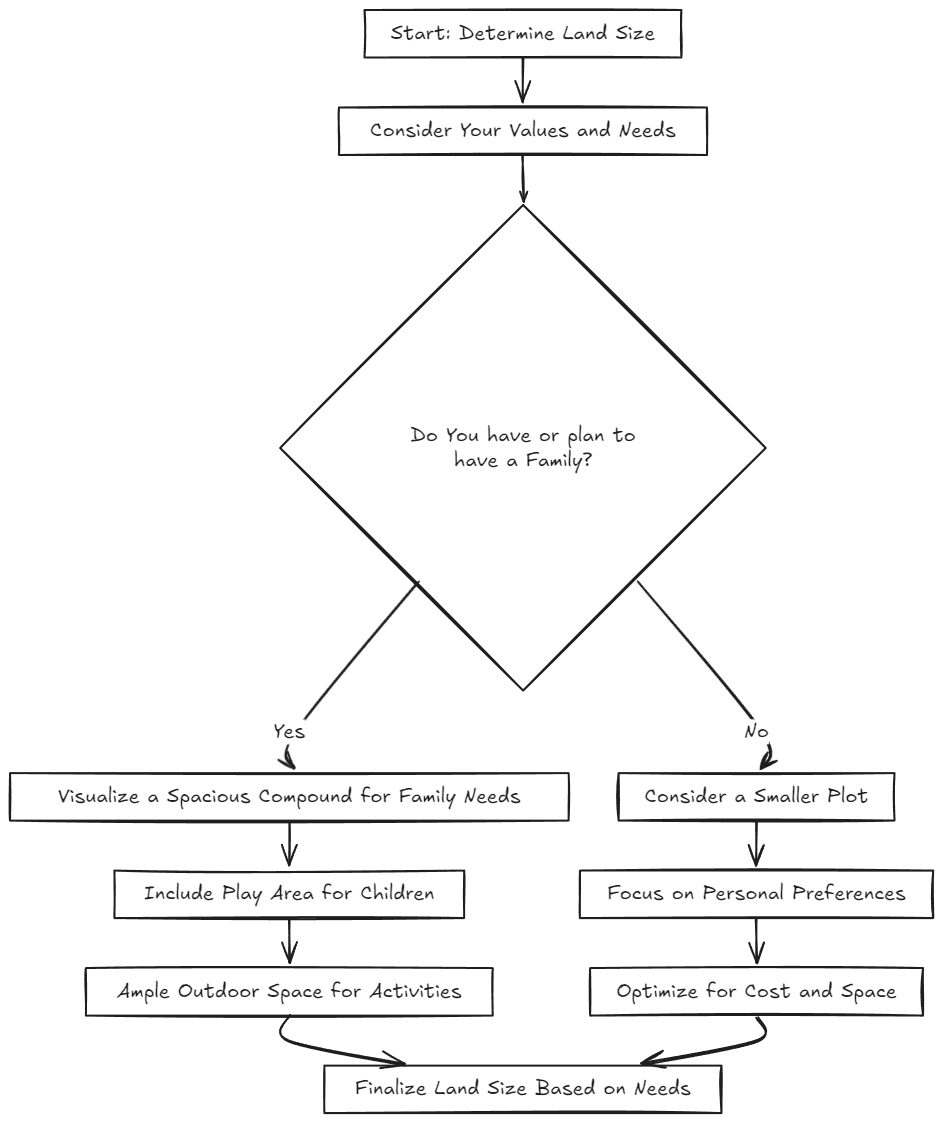 Start: Determine Land Size
Consider Your Values and Needs
Do You have or plan to
have a Family?
Yes
No
Visualize a Spacious Compound for Family Needs
Consider a Smaller Plot
Include Play Area for Children
Focus on Personal Preferences
Ample Outdoor Space for Activities
Optimize for Cost and Space
Finalize Land Size Based on Needs